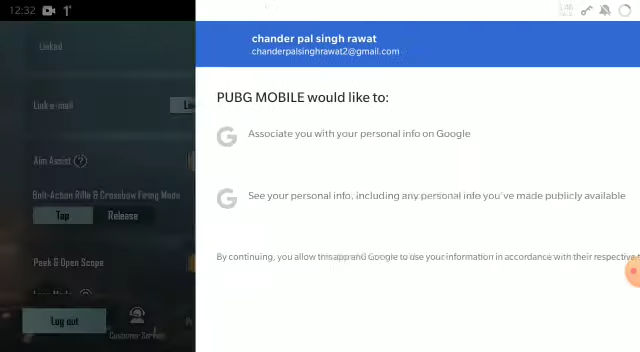 12:32
chander pal singh rawat
chanderpalsinghrawat2@gmail.com
Linked
PUBG MOBILE would like to:
Link e-mail
Associate you with your personal info on Google
Aim Assist (?)
See your personal info, including any personal info you've made publicly available
Bolt-Action Rifle & Crossbow Firing Mode
Tap Release
By continuing, you allow this app and Google to use your information in accordance with their respective
Peek & Open Scope
Log out
Customer Service